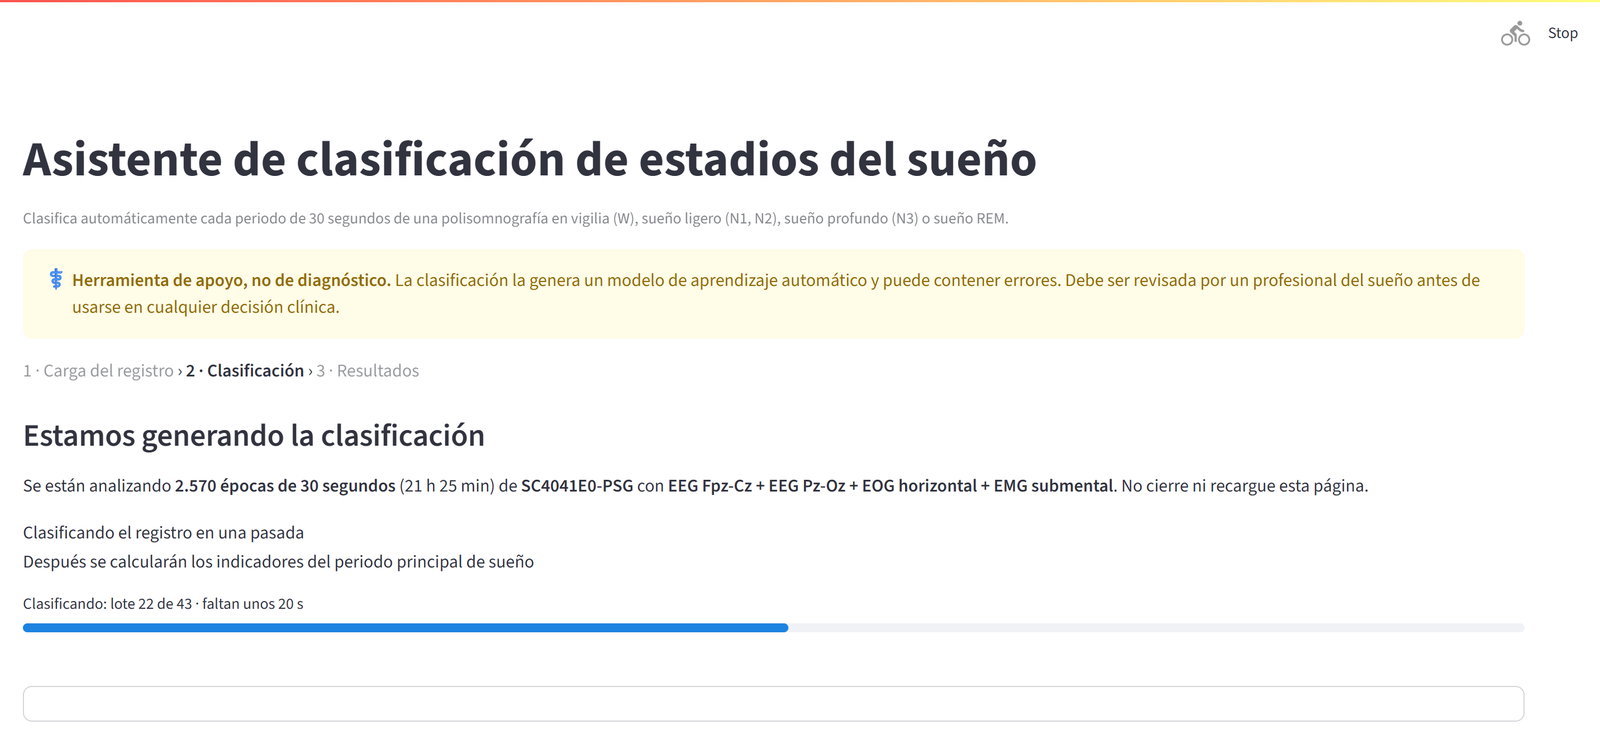 Stop
Asistente de clasificación de estadios del sueño
Clasifica automáticamente cada periodo de 30 segundos de una polisomnografía en vigilia (W), sueño ligero (N1, N2), sueño profundo (N3) o sueño REM.
Herramienta de apoyo, no de diagnóstico. La clasificación la genera un modelo de aprendizaje automático y puede contener errores. Debe ser revisada por un profesional del sueño antes de
usarse en cualquier decisión clínica.
1 · Carga del registro › 2 · Clasificación › 3 · Resultados
Estamos generando la clasificación
Se están analizando 2.570 épocas de 30 segundos (21 h 25 min) de SC4041E0-PSG con EEG Fpz-Cz + EEG Pz-Oz + EOG horizontal + EMG submental. No cierre ni recargue esta página.
Clasificando el registro en una pasada
Después se calcularán los indicadores del periodo principal de sueño
Clasificando: lote 22 de 43 · faltan unos 20 s